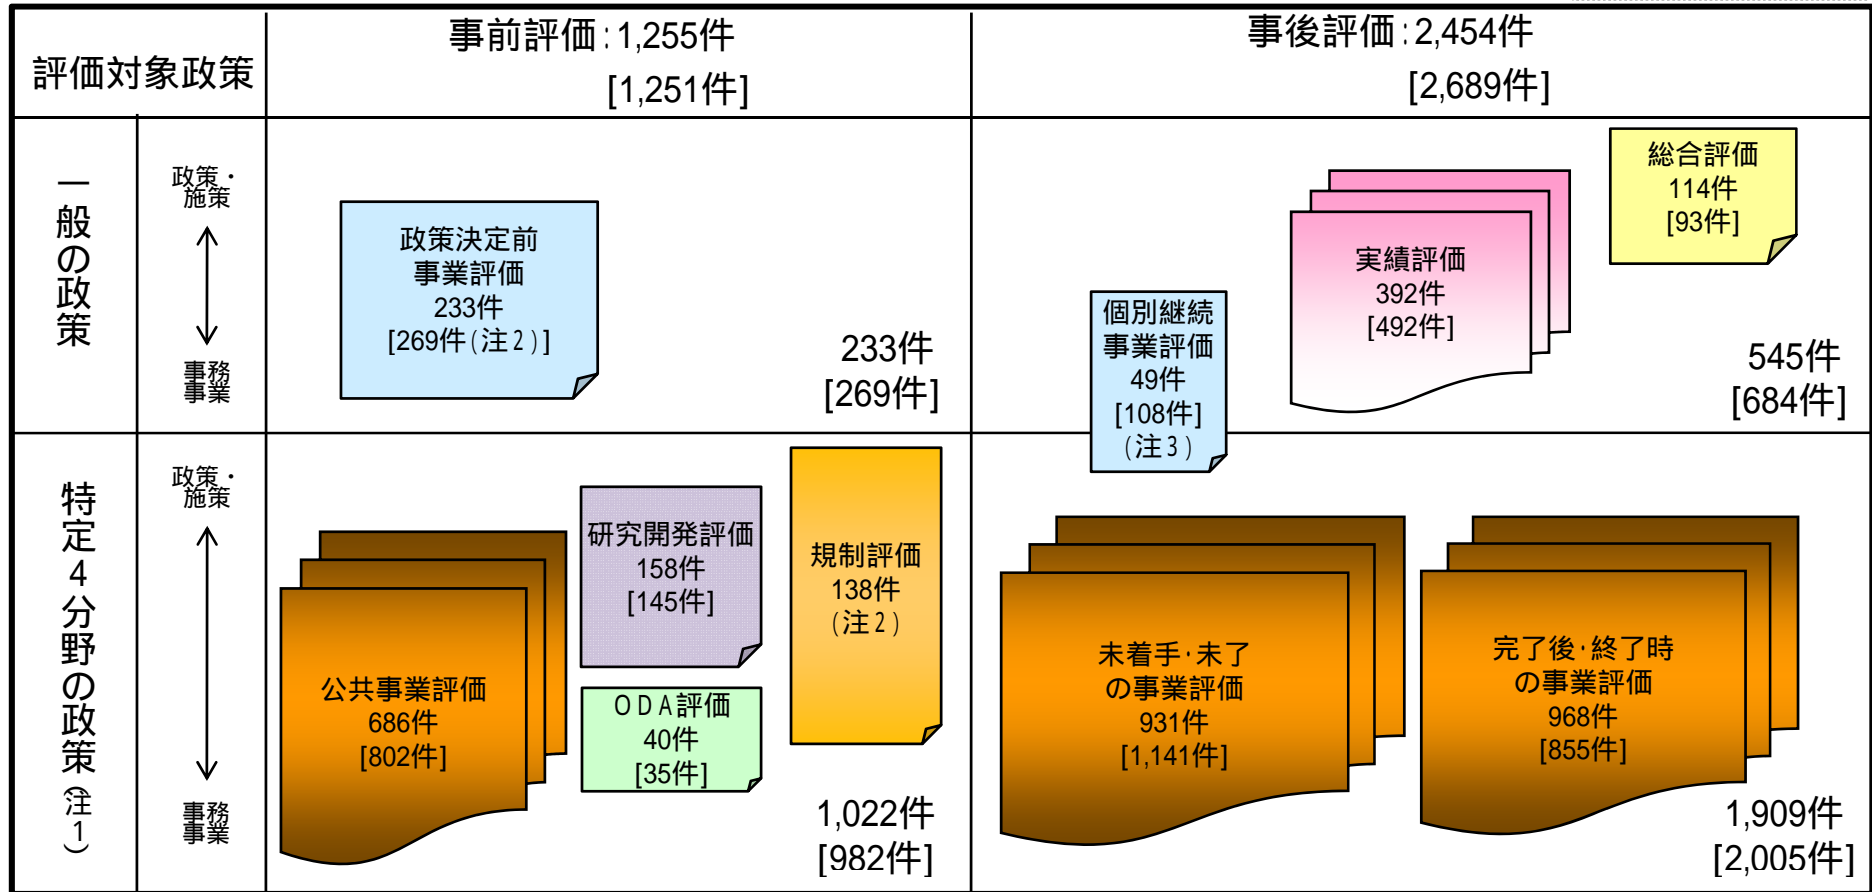 評価対象政策
事前評価:1,255件
[1,251件]
事後評価:2,454件
[2,689件]
一般の政策
政策・
施策
事務
事業
政策決定前
事業評価
233件
[269件(注2)]
233件
[269件]
個別継続
事業評価
49件
[108件]
(注3)
実績評価
392件
[492件]
総合評価
114件
[93件]
545件
[684件]
特定4分野の政策(注1)
政策・
施策
事務
事業
公共事業評価
686件
[802件]
研究開発評価
158件
[145件]
ODA評価
40件
[35件]
規制評価
138件
(注2)
1,022件
[982件]
未着手・未了
の事業評価
931件
[1,141件]
完了後・終了時
の事業評価
968件
[855件]
1,909件
[2,005件]